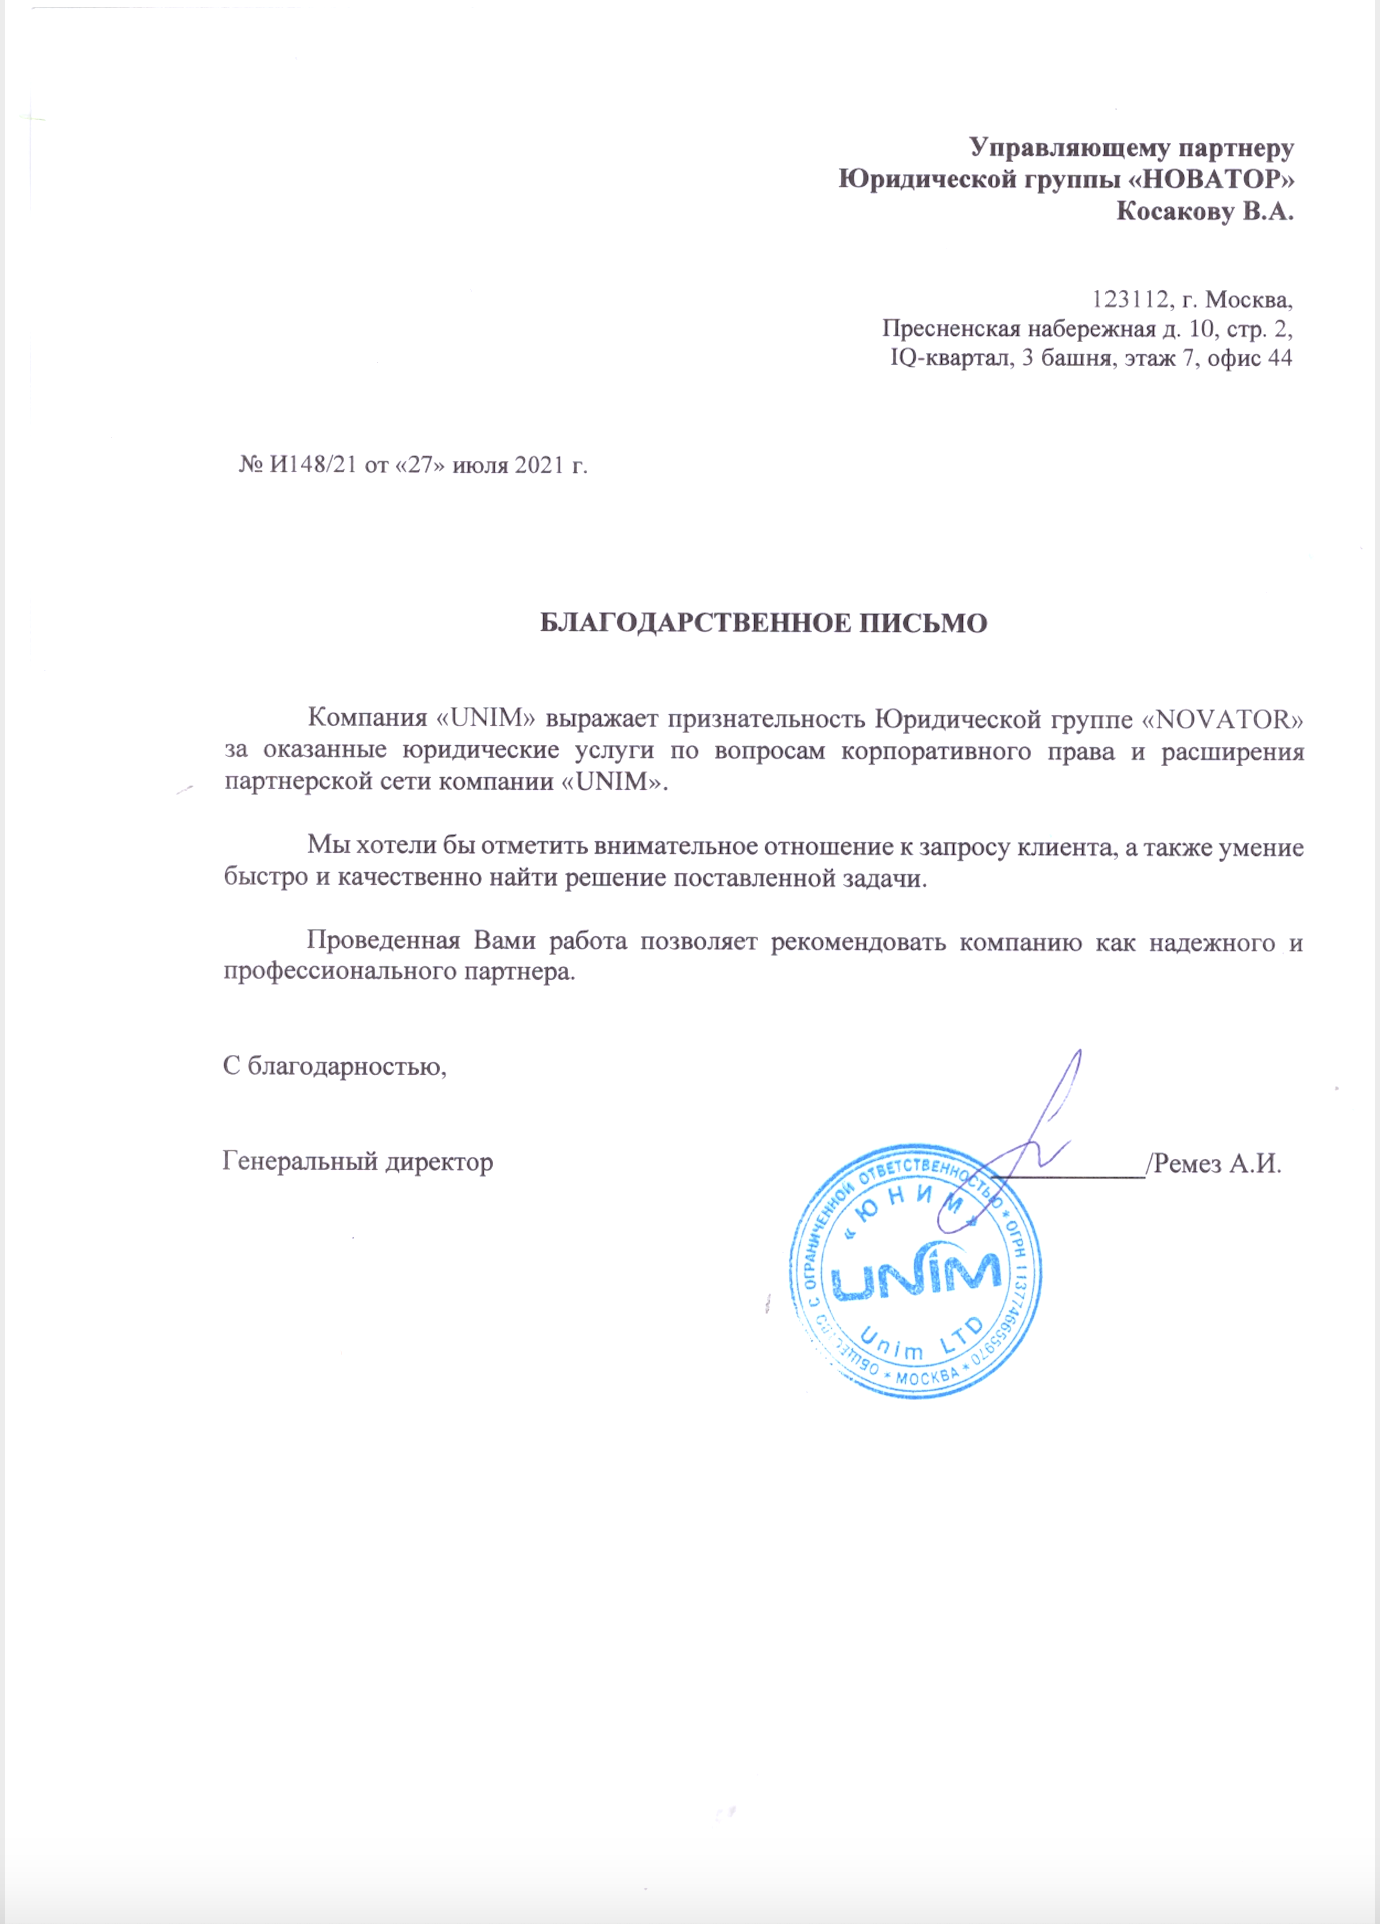 Управляющему партнеру
Юридической группы «НОВАТОР»
Косакову В.А.
123112, г. Москва,
Пресненская набережная д. 10, стр. 2,
IQ-квартал, 3 башня, этаж 7, офис 44
№ И148/21 от «27» июля 2021 г.
БЛАГОДАРСТВЕННОЕ ПИСЬМО
Компания «UNIM» выражает признательность Юридической группе «NOVATOR»
за оказанные юридические услуги по вопросам корпоративного права и расширения
партнерской сети компании «UNIM».
Мы хотели бы отметить внимательное отношение к запросу клиента, а также умение
быстро и качественно найти решение поставленной задачи.
Проведенная Вами работа позволяет рекомендовать компанию как надежного и
профессионального партнера.
С благодарностью,
Генеральный директор
/Ремез А.И.
ОБЩЕСТВО С ОГРАНИЧЕННОЙ ОТВЕТСТВЕННОСТЬЮ * ОГРН 1137746655970 * МОСКВА *
«ЮНИМ»
UNiM
Unim LTD